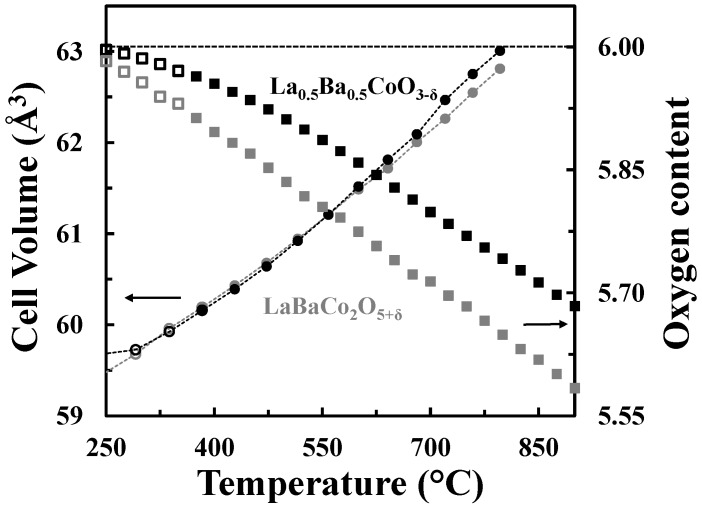 Cell Volume (Å³)
63
62
61
60
59
La₀.₅Ba₀.₅CoO₃₋δ
LaBaCo₂O₅₊δ
6.00
5.85
5.70
5.55
Oxygen content
250 400 550 700 850
Temperature (°C)